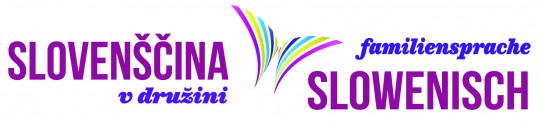 SLOVENŠČINA
v družini
familiensprache
SLOWENISCH